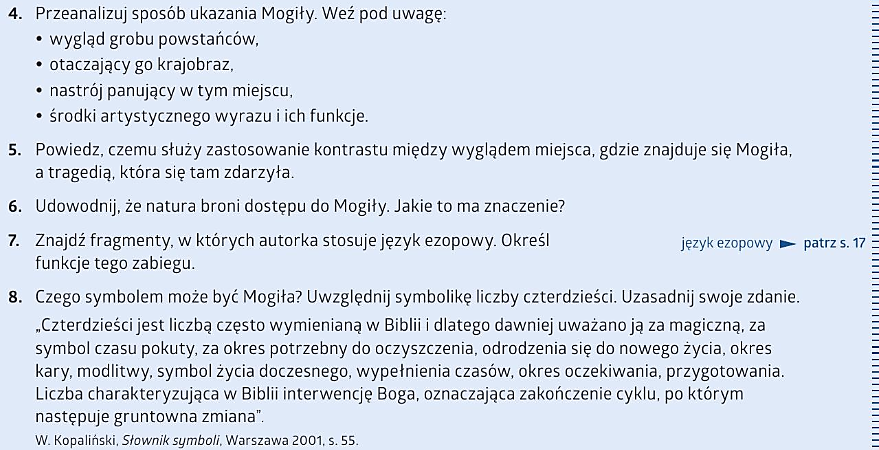 4. Przeanalizuj sposób ukazania Mogiły. Weź pod uwagę:
• wygląd grobu powstańców,
• otaczający go krajobraz,
• nastrój panujący w tym miejscu,
• środki artystycznego wyrazu i ich funkcje.
5. Powiedz, czemu służy zastosowanie kontrastu między wyglądem miejsca, gdzie znajduje się Mogiła,
a tragedią, która się tam zdarzyła.
6. Udowodnij, że natura broni dostępu do Mogiły. Jakie to ma znaczenie?
7. Znajdź fragmenty, w których autorka stosuje język ezopowy. Określ
funkcje tego zabiegu.
język ezopowy ► patrz s. 17
8. Czego symbolem może być Mogiła? Uwzględnij symbolikę liczby czterdzieści. Uzasadnij swoje zdanie.
„Czterdzieści jest liczbą często wymienianą w Biblii i dlatego dawniej uważano ją za magiczną, za
symbol czasu pokuty, za okres potrzebny do oczyszczenia, odrodzenia się do nowego życia, okres
kary, modlitwy, symbol życia doczesnego, wypełnienia czasów, okres oczekiwania, przygotowania.
Liczba charakteryzująca w Biblii interwencję Boga, oznaczająca zakończenie cyklu, po którym
następuje gruntowna zmiana”.
W. Kopaliński, Słownik symboli, Warszawa 2001, s. 55.